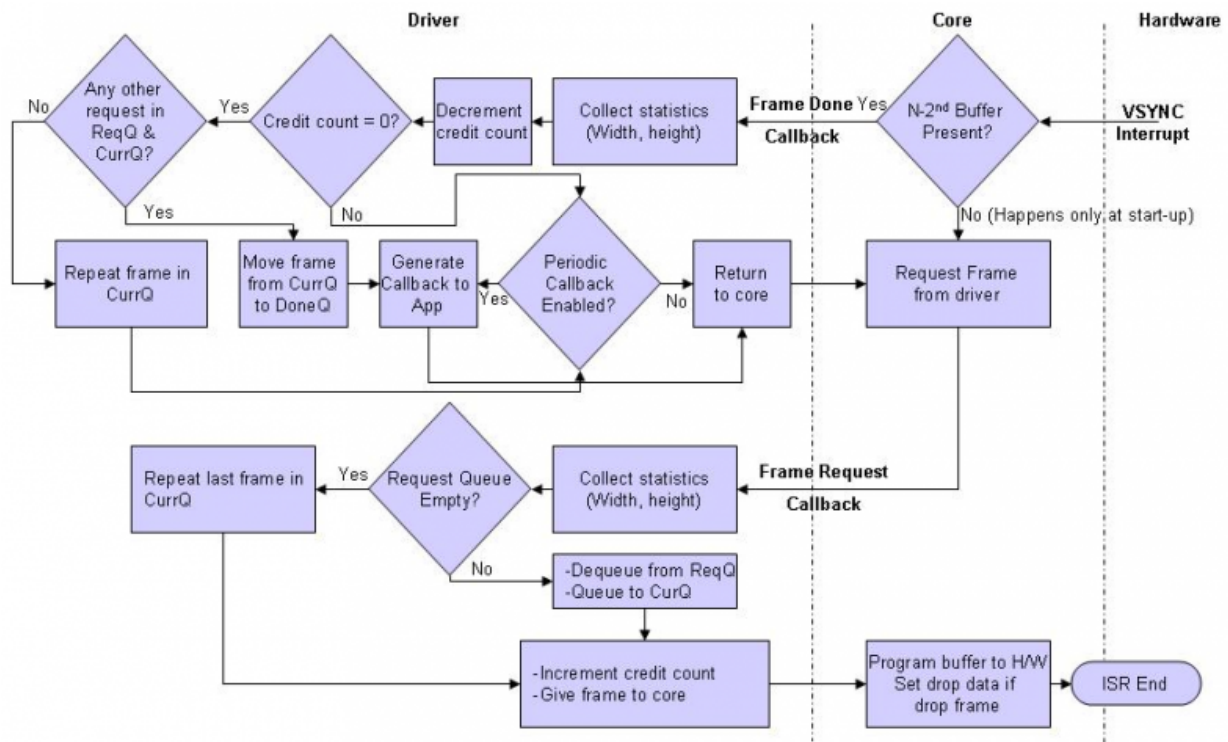 Driver
Core
Hardware
Any other
request in
ReqQ &
CurrQ?
No
Yes
Credit count = 0?
Decrement
credit count
Collect statistics
(Width, height)
Frame Done
Callback
Yes
N-2nd Buffer
Present?
VSYNC
Interrupt
Yes
No
No (Happens only at start-up)
Repeat frame in
CurrQ
Move frame
from CurrQ
to DoneQ
Generate
Callback to
App
Yes
Periodic
Callback
Enabled?
No
Return
to core
Request Frame
from driver
Repeat last frame in
CurrQ
Yes
Request Queue
Empty?
Collect statistics
(Width, height)
Frame Request
Callback
No
-Dequeue from ReqQ
-Queue to CurQ
-Increment credit count
-Give frame to core
Program buffer to H/W
Set drop data if
drop frame
ISR End